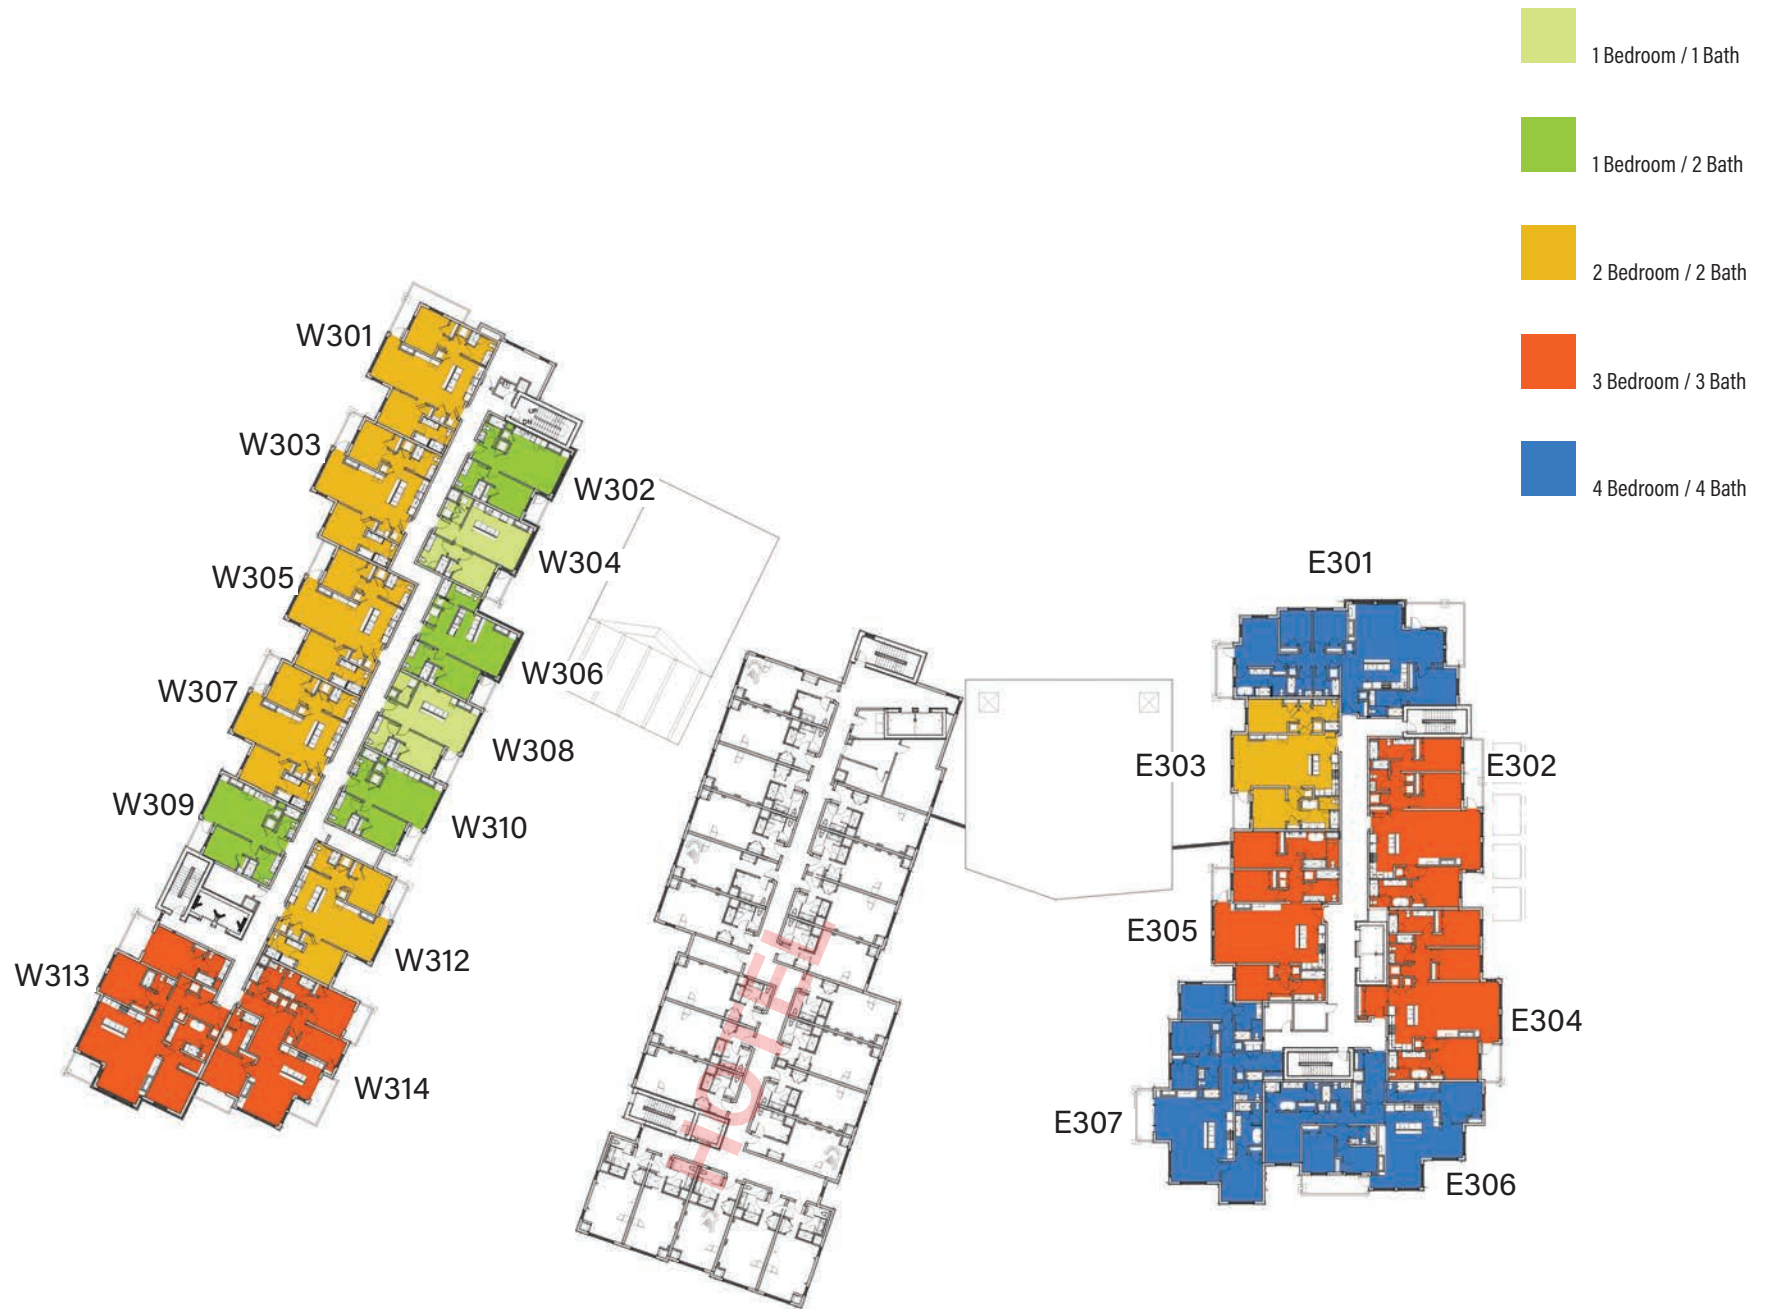 1 Bedroom / 1 Bath
1 Bedroom / 2 Bath
2 Bedroom / 2 Bath
3 Bedroom / 3 Bath
4 Bedroom / 4 Bath
W301
W303
W302
W304
W305
W306
W307
W308
W309
W310
W312
W313
W314
HOTEL
E301
E303
E302
E305
E304
E307
E306